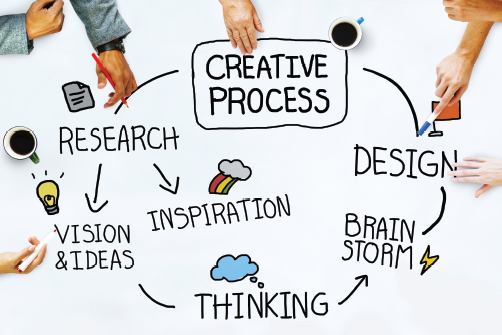 CREATIVE
PROCESS
RESEARCH
DESIGN
INSPIRATION
VISION
& IDEAS
BRAIN
STORM
THINKING